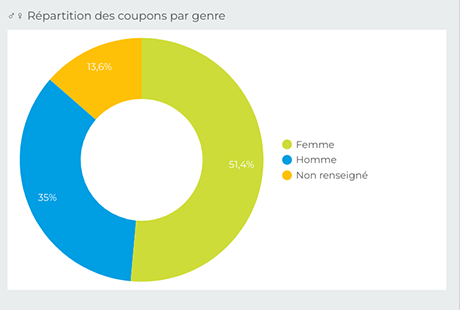 ♂♀ Répartition des coupons par genre
13,6%
51,4%
35%
Femme
Homme
Non renseigné